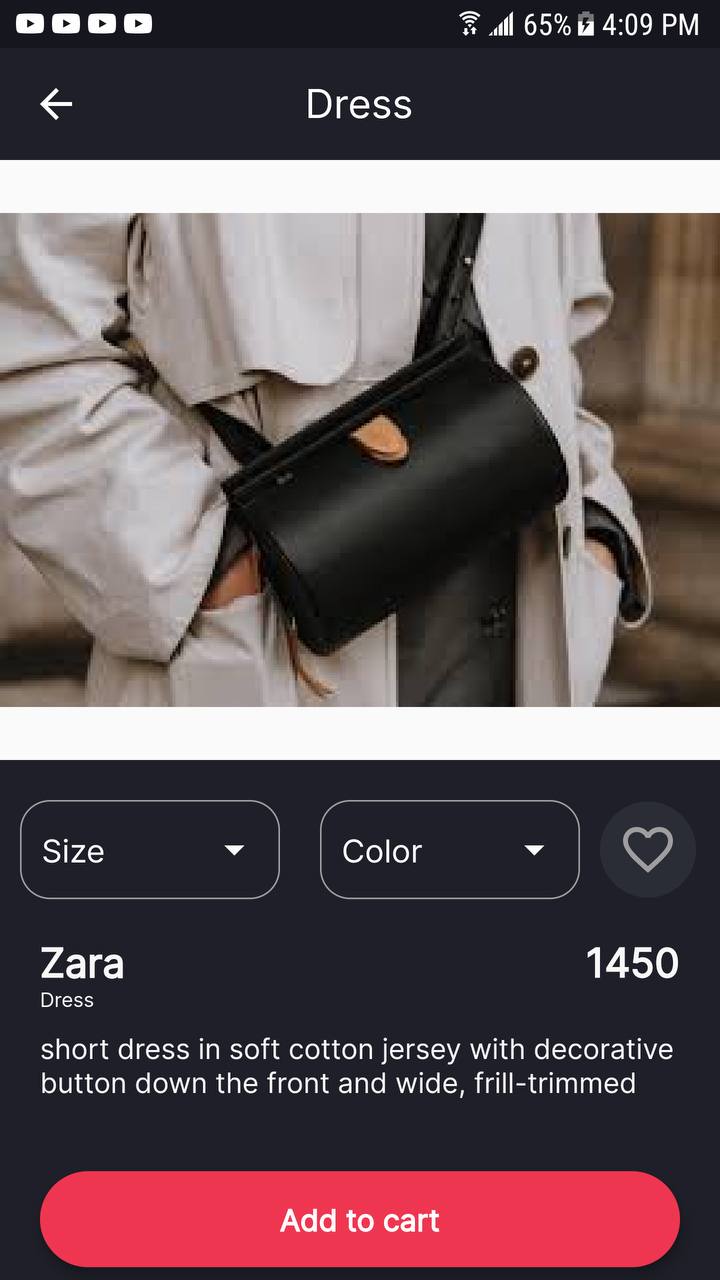 65% 4:09 PM
Dress
Size
Color
Zara
1450
Dress
short dress in soft cotton jersey with decorative
button down the front and wide, frill-trimmed
Add to cart